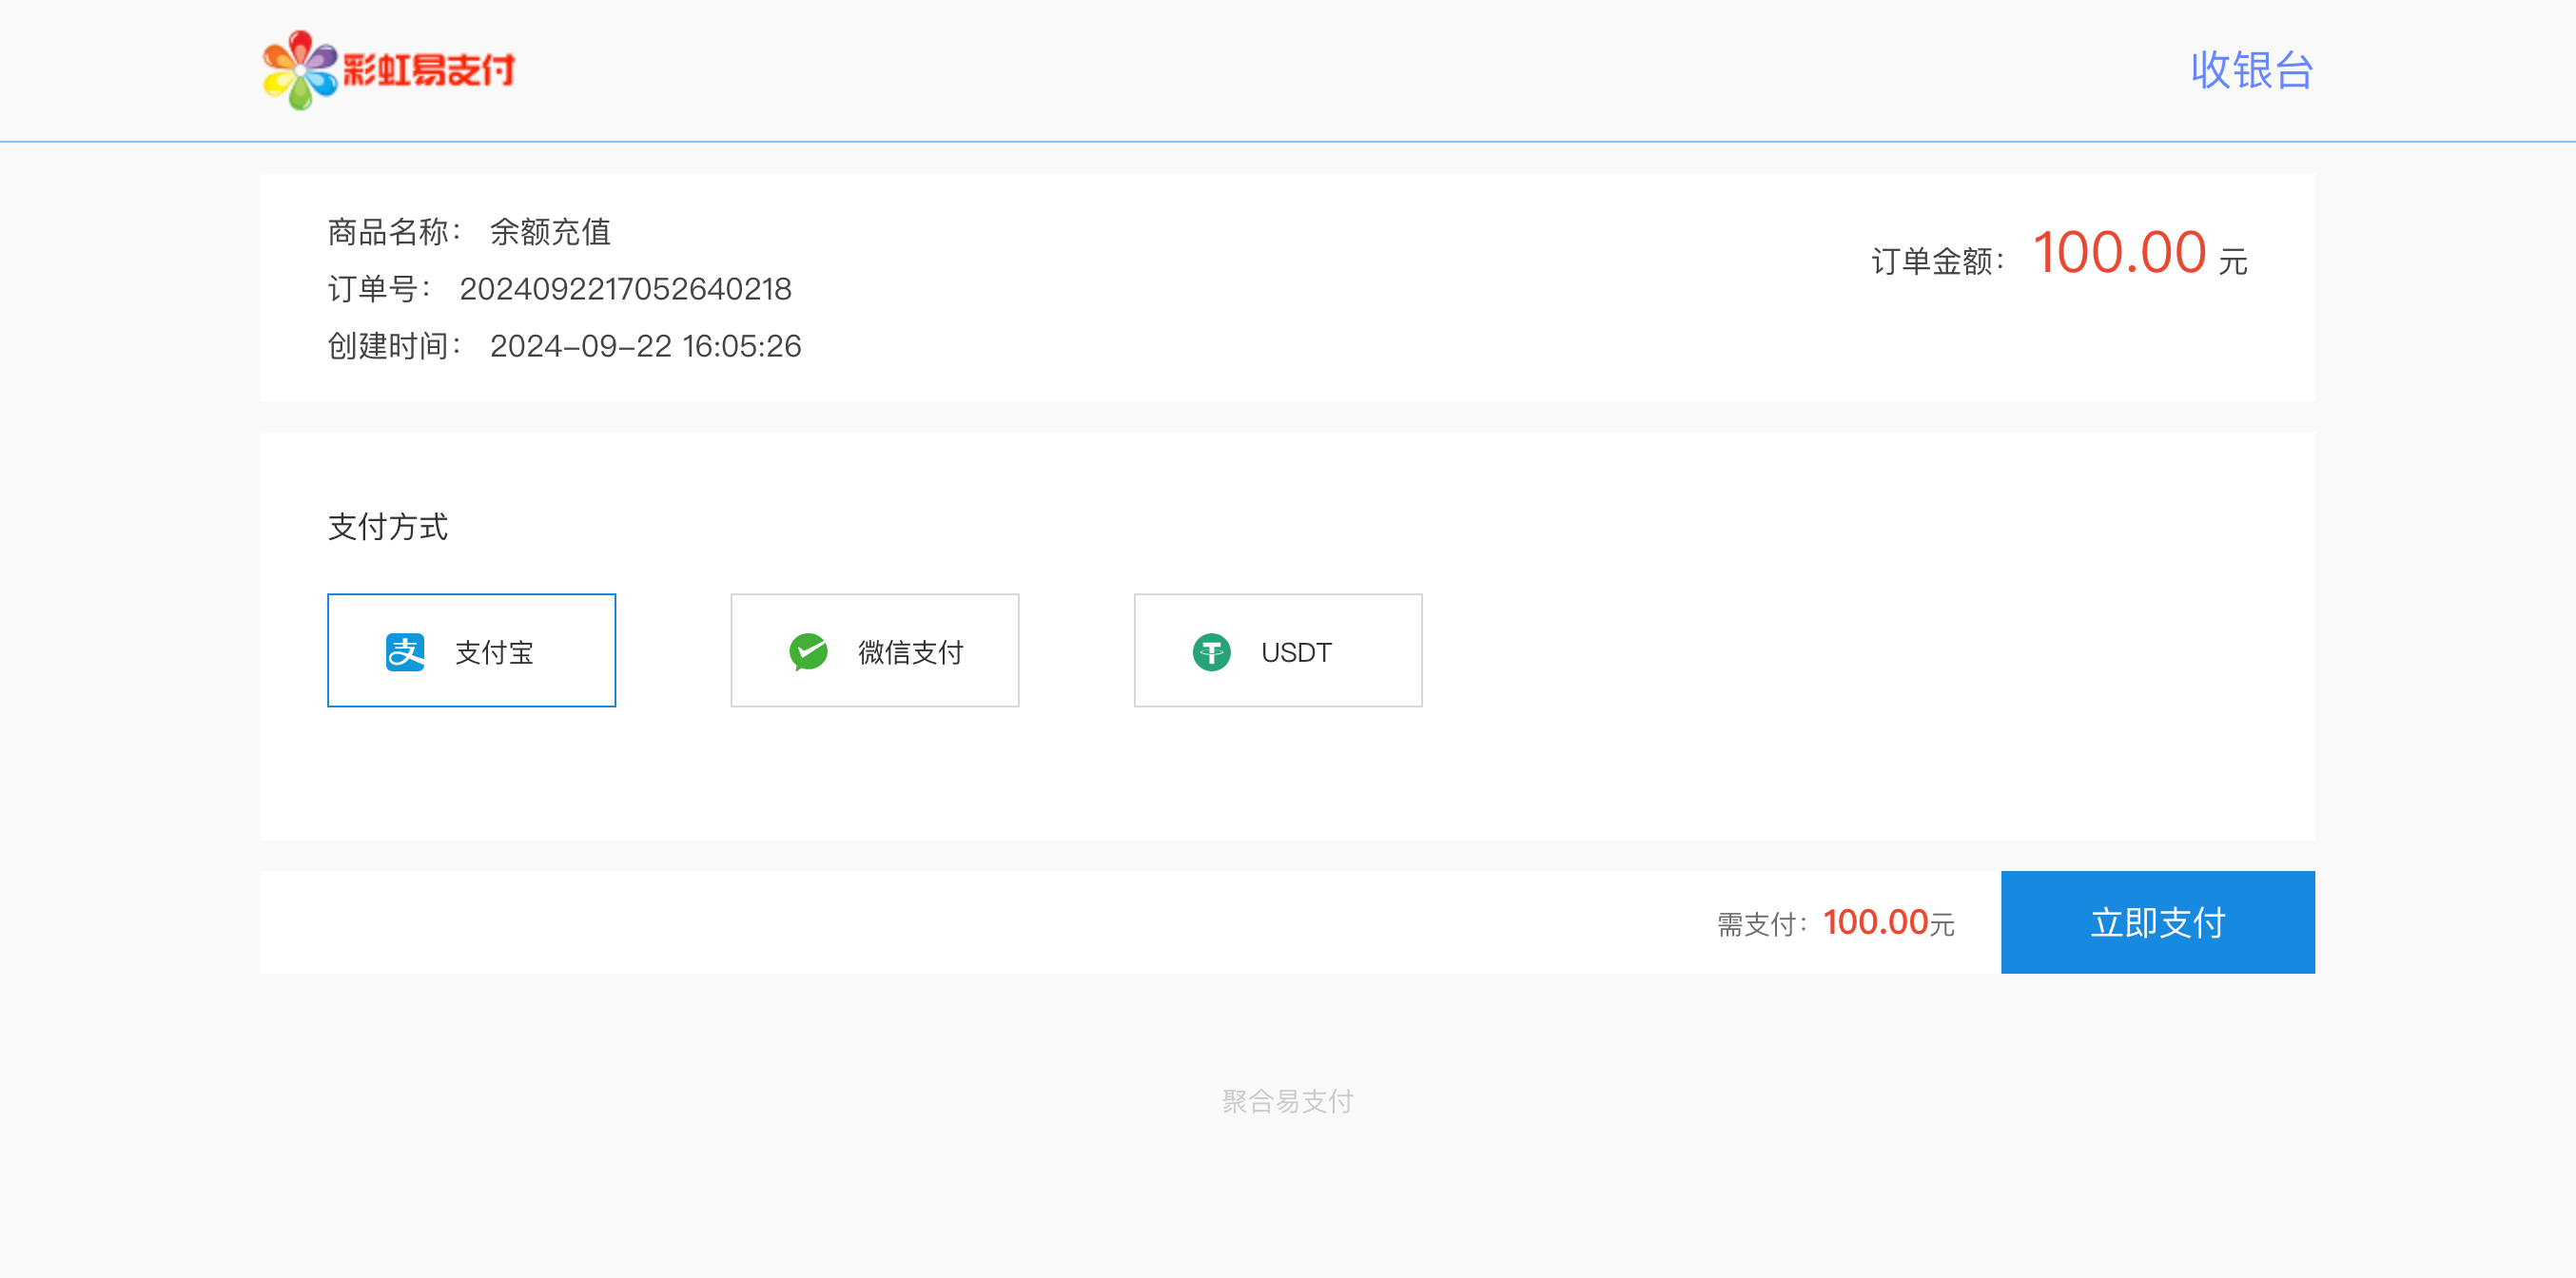 彩虹易支付
收银台
商品名称： 余额充值
订单号： 2024092217052640218
创建时间： 2024-09-22 16:05:26
订单金额： 100.00 元
支付方式
支 支付宝
微信支付
USDT
需支付：100.00元
立即支付
聚合易支付